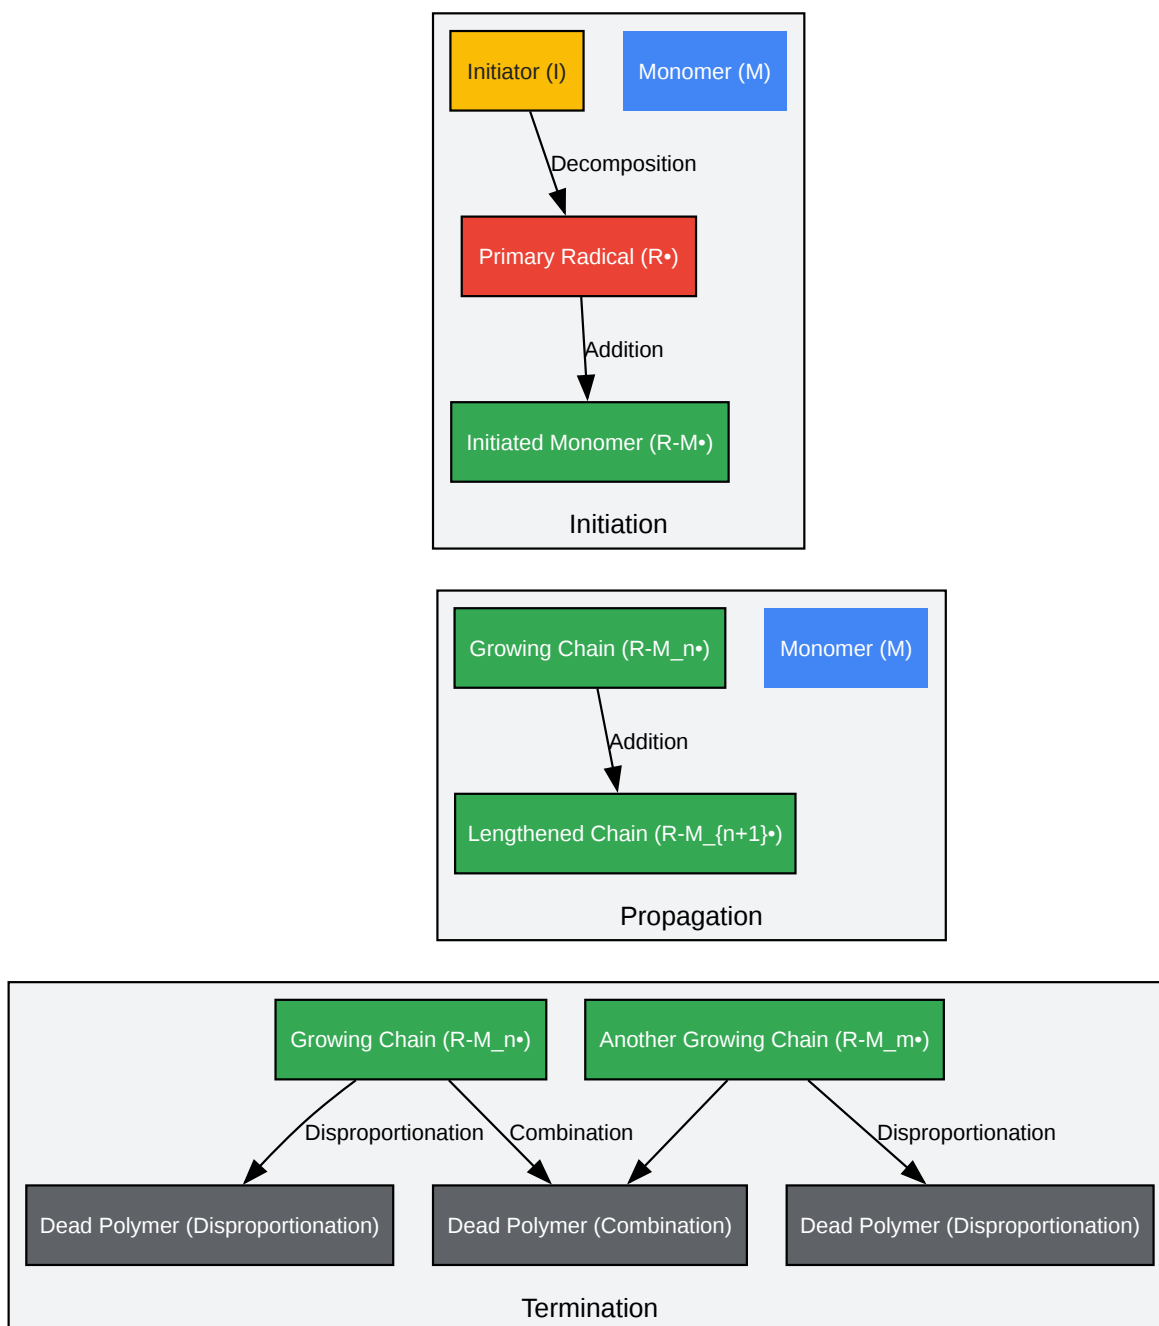 Initiator (I)
Monomer (M)
Decomposition
Primary Radical (R•)
Addition
Initiated Monomer (R-M•)
Initiation
Growing Chain (R-M_n•)
Monomer (M)
Addition
Lengthened Chain (R-M_{n+1}•)
Propagation
Growing Chain (R-M_n•)
Another Growing Chain (R-M_m•)
Disproportionation
Combination
Disproportionation
Dead Polymer (Disproportionation)
Dead Polymer (Combination)
Dead Polymer (Disproportionation)
Termination